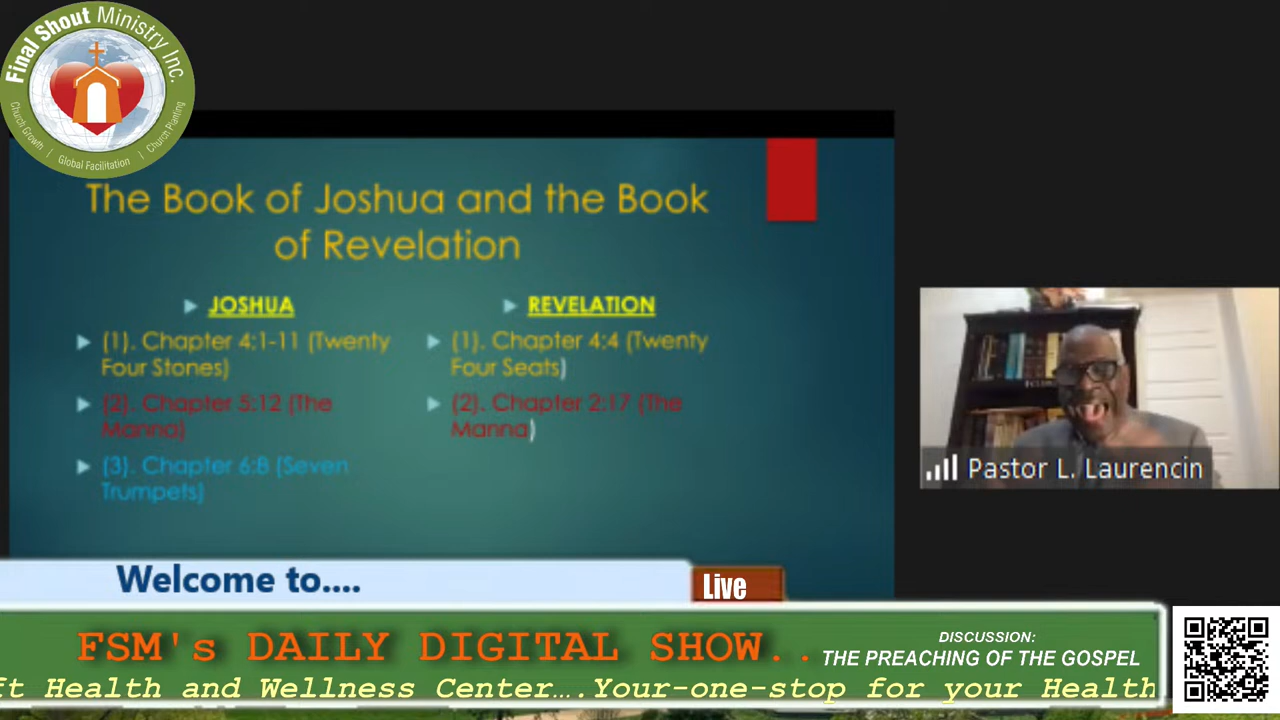 Final Shout Ministry Inc.
Church Growth | Global Facilitation | Church Planting
The Book of Joshua and the Book
of Revelation
JOSHUA
(1). Chapter 4:1-11 (Twenty
Four Stones)
(2). Chapter 5:12 (The
Manna)
(3). Chapter 6:8 (Seven
Trumpets)
REVELATION
(1). Chapter 4:4 (Twenty
Four Seats)
(2). Chapter 2:17 (The
Manna)
Pastor L. Laurencin
Welcome to....
Live
FSM's DAILY DIGITAL SHOW..
DISCUSSION:
THE PREACHING OF THE GOSPEL
ft Health and Wellness Center….Your-one-stop for your Health